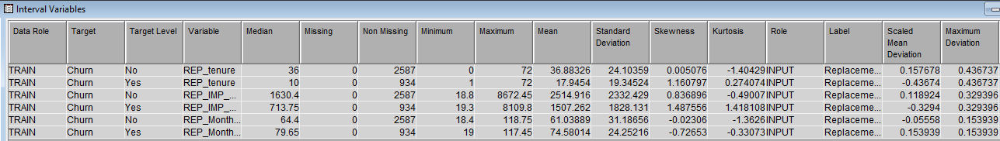 Interval Variables
Data Role Target Target Level Variable Median Missing Non Missing Minimum Maximum Mean Standard Deviation Skewness Kurtosis Role Label Scaled Mean Deviation Maximum Deviation
TRAIN Churn No REP_tenure 36 0 2587 0 72 36.88326 24.10359 0.005076 -1.40429 INPUT Replaceme... 0.157678 0.436737
TRAIN Churn Yes REP_tenure 10 0 934 1 72 17.9454 19.34524 1.160797 0.274074 INPUT Replaceme... -0.43674 0.436737
TRAIN Churn No REP_IMP_... 1630.4 0 2587 18.8 8672.45 2514.916 2332.429 0.836896 -0.49007 INPUT Replaceme... 0.118924 0.329396
TRAIN Churn Yes REP_IMP_... 713.75 0 934 19.3 8109.8 1507.262 1828.131 1.487556 1.418108 INPUT Replaceme... -0.3294 0.329396
TRAIN Churn No REP_Month... 64.4 0 2587 18.4 118.75 61.03889 31.18656 -0.02306 -1.3626 INPUT Replaceme... -0.05558 0.153939
TRAIN Churn Yes REP_Month... 79.65 0 934 19 117.45 74.58014 24.25216 -0.72653 -0.33073 INPUT Replaceme... 0.153939 0.153939